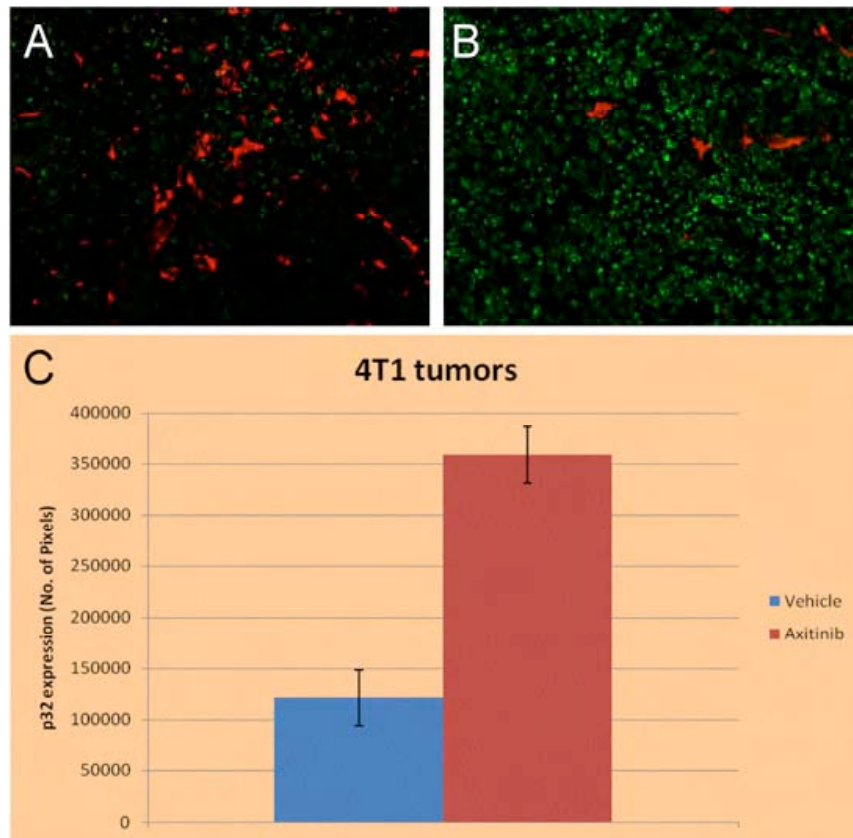 A
B
C
4T1 tumors
p32 expression (No. of Pixels)
400000
350000
300000
250000
200000
150000
100000
50000
0
Vehicle
Axitinib